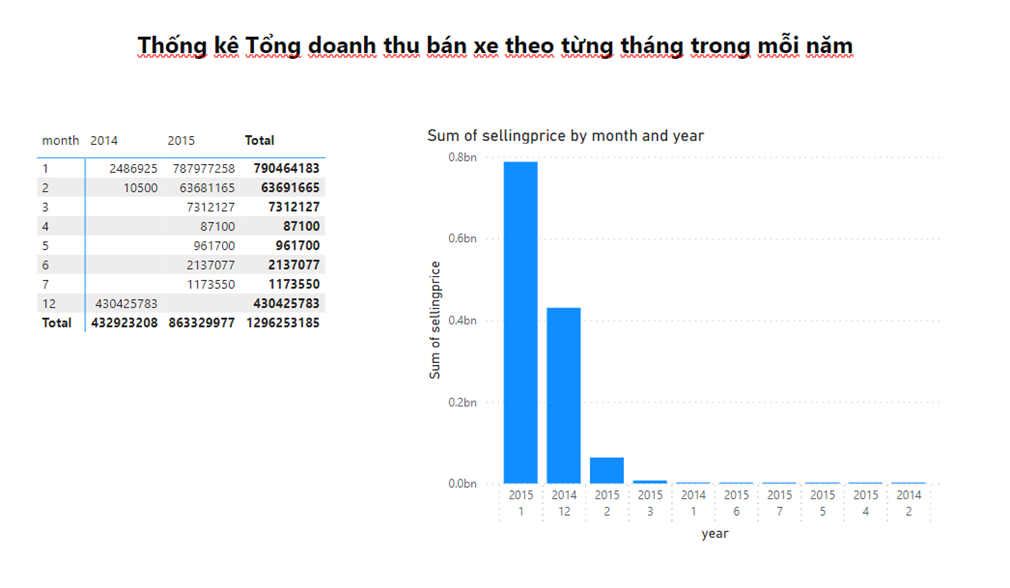 Thống kê Tổng doanh thu bán xe theo từng tháng trong mỗi năm
month 2014 2015 Total
1 2486925 787977258 790464183
2 10500 63681165 63691665
3 7312127 7312127
4 87100 87100
5 961700 961700
6 2137077 2137077
7 1173550 1173550
12 430425783 430425783
Total 432923208 863329977 1296253185
Sum of sellingprice by month and year
0.8bn
0.6bn
0.4bn
0.2bn
0.0bn
Sum of sellingprice
2015 2014 2015 2015 2014 2015 2015 2015 2015 2014
1 12 2 3 1 6 7 5 4 2
year